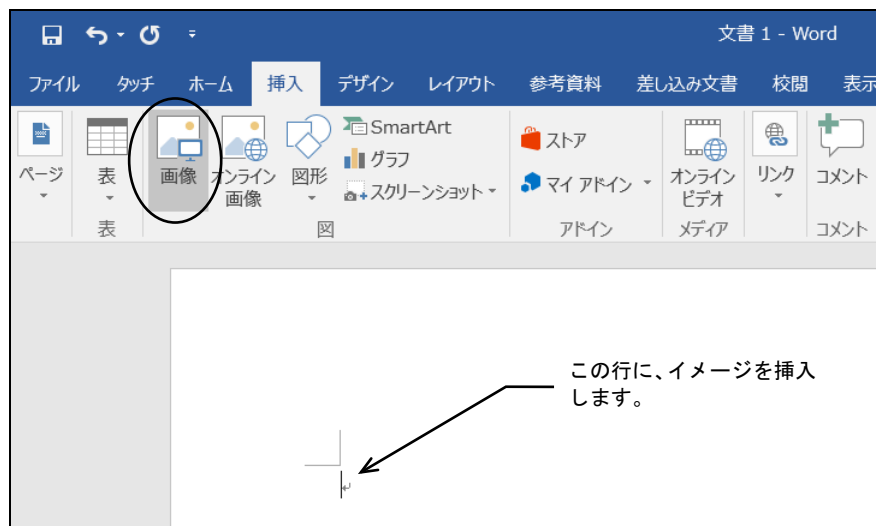 文書 1 - Word
ファイル タッチ ホーム 挿入 デザイン レイアウト 参考資料 差し込み文書 校閲 表示
ページ
表
画像
オンライン
画像
図形
SmartArt
グラフ
スクリーンショット
ストア
マイ アドイン
オンライン
ビデオ
リンク
コメント
表 図 アドイン メディア コメント
この行に、イメージを挿入
します。